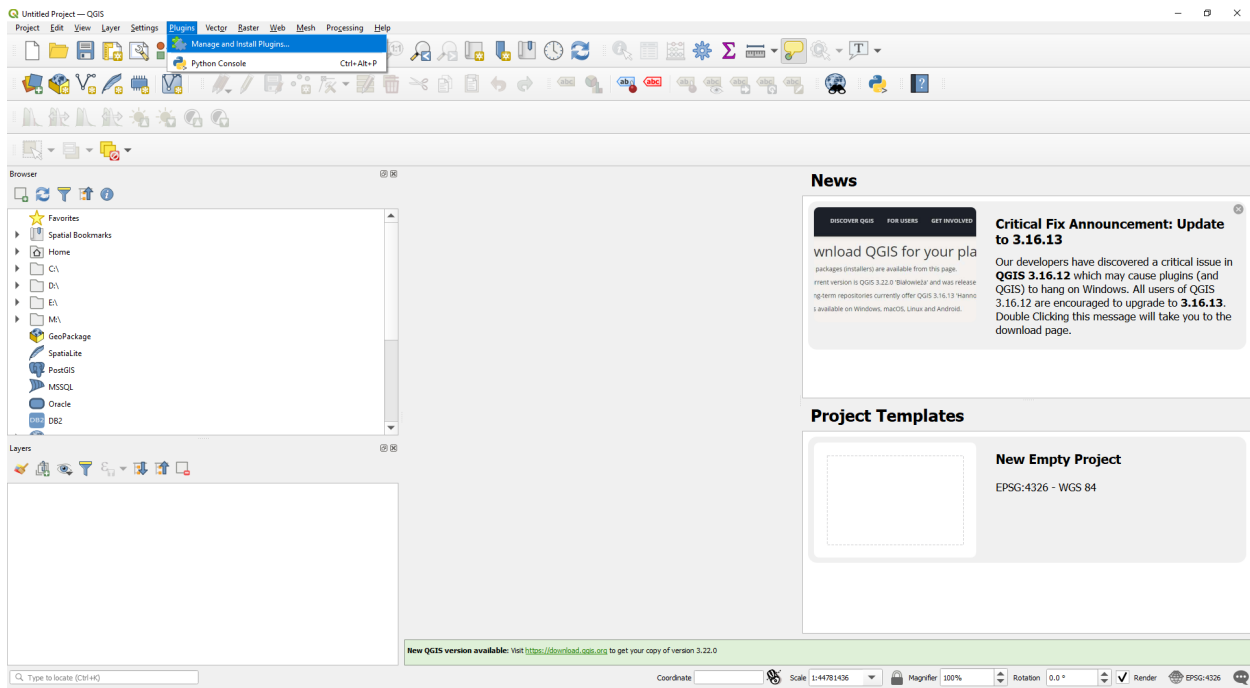 Untitled Project — QGIS
Project Edit View Layer Settings Plugins Vector Raster Web Mesh Processing Help
Manage and Install Plugins...
Python Console Ctrl+Alt+P
Browser
Favorites
Spatial Bookmarks
Home
C:\
D:\
E:\
M:\
GeoPackage
SpatiaLite
PostGIS
MSSQL
Oracle
DB2 DB2
Layers
News
DISCOVER QGIS FOR USERS GET INVOLVED
wnload QGIS for your pla
packages (installers) are available from this page.
rrent version is QGIS 3.22.0 'Białowieża' and was release
ng-term repositories currently offer QGIS 3.16.13 'Hanno
s available on Windows, macOS, Linux and Android.
Critical Fix Announcement: Update
to 3.16.13
Our developers have discovered a critical issue in
QGIS 3.16.12 which may cause plugins (and
QGIS) to hang on Windows. All users of QGIS
3.16.12 are encouraged to upgrade to 3.16.13.
Double Clicking this message will take you to the
download page.
Project Templates
New Empty Project
EPSG:4326 - WGS 84
New QGIS version available: Visit https://download.qgis.org to get your copy of version 3.22.0
Type to locate (Ctrl+K)
Coordinate
Scale 1:44781436
Magnifier 100%
Rotation 0.0 °
Render
EPSG:4326